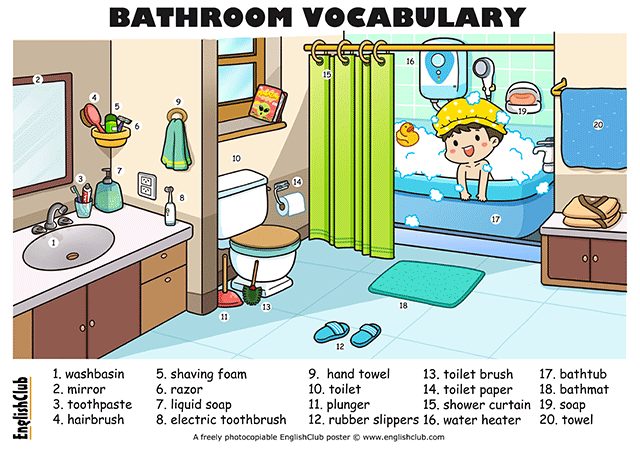 BATHROOM VOCABULARY
2
4
5
6
9
16
15
19
20
10
3
7
8
14
1
17
18
11
13
12
1. washbasin
2. mirror
3. toothpaste
4. hairbrush
5. shaving foam
6. razor
7. liquid soap
8. electric toothbrush
9. hand towel
10. toilet
11. plunger
12. rubber slippers
13. toilet brush
14. toilet paper
15. shower curtain
16. water heater
17. bathtub
18. bathmat
19. soap
20. towel
EnglishClub
A freely photocopiable EnglishClub poster © www.englishclub.com